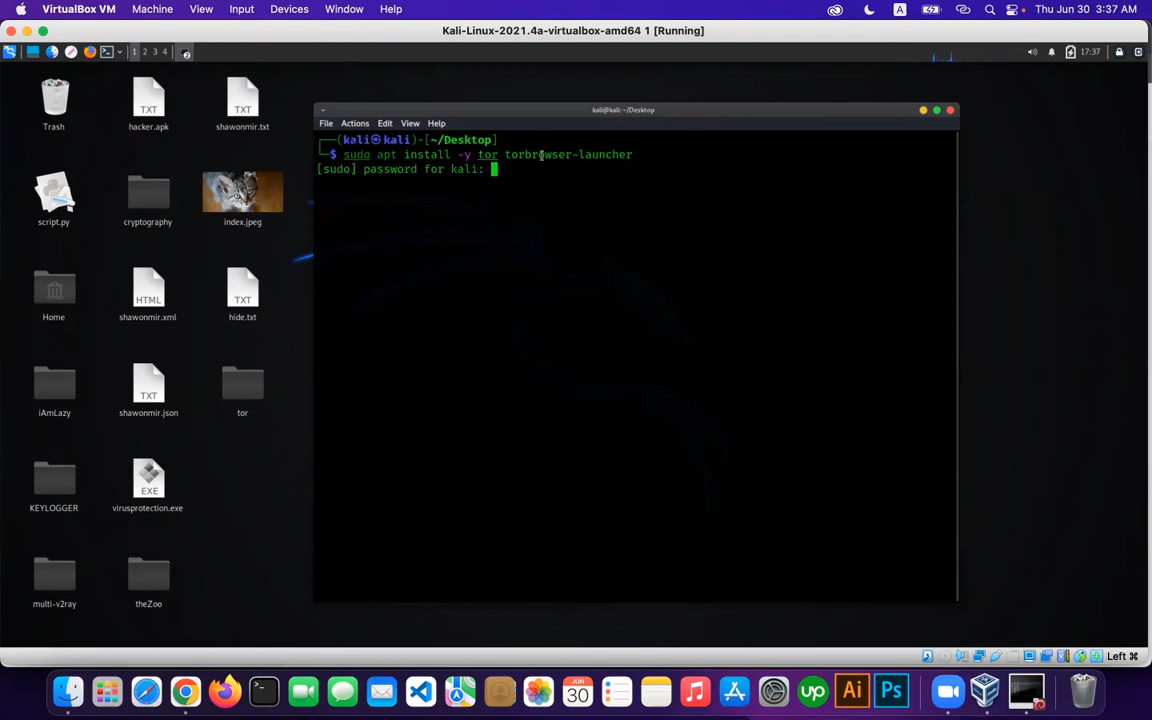 VirtualBox VM Machine View Input Devices Window Help
A
Thu Jun 30 3:37 AM
Kali-Linux-2021.4a-virtualbox-amd64 1 [Running]
1 2 3 4
17:37
kali@kali: ~/Desktop
File Actions Edit View Help
┌──(kali㉿kali)-[~/Desktop]
└─$ sudo apt install -y tor torbrowser-launcher
[sudo] password for kali:
Trash
TXT
hacker.apk
TXT
shawonmir.txt
script.py
cryptography
index.jpeg
Home
HTML
shawonmir.xml
TXT
hide.txt
iAmLazy
TXT
shawonmir.json
tor
KEYLOGGER
EXE
virusprotection.exe
multi-v2ray
theZoo
Left ⌘
JUN
30
up
Ai
Ps